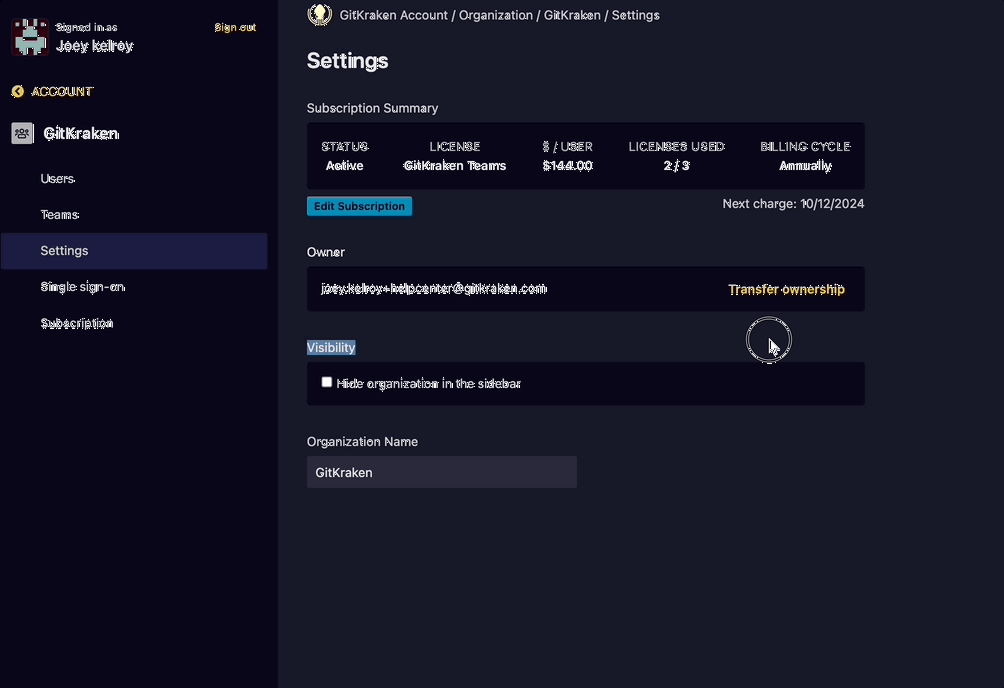 Signed in as
Sign out
Joey kelroy
ACCOUNT
GitKraken
Users
Teams
Settings
Single sign-on
Subscription
GitKraken Account / Organization / GitKraken / Settings
Settings
Subscription Summary
STATUS LICENSE $ / USER LICENSES USED BILLING CYCLE
Active GitKraken Teams $144.00 2 / 3 Annually
Edit Subscription
Next charge: 10/12/2024
Owner
joey.kelroy+helpcenter@gitkraken.com
Transfer ownership
Visibility
Hide organization in the sidebar
Organization Name
GitKraken